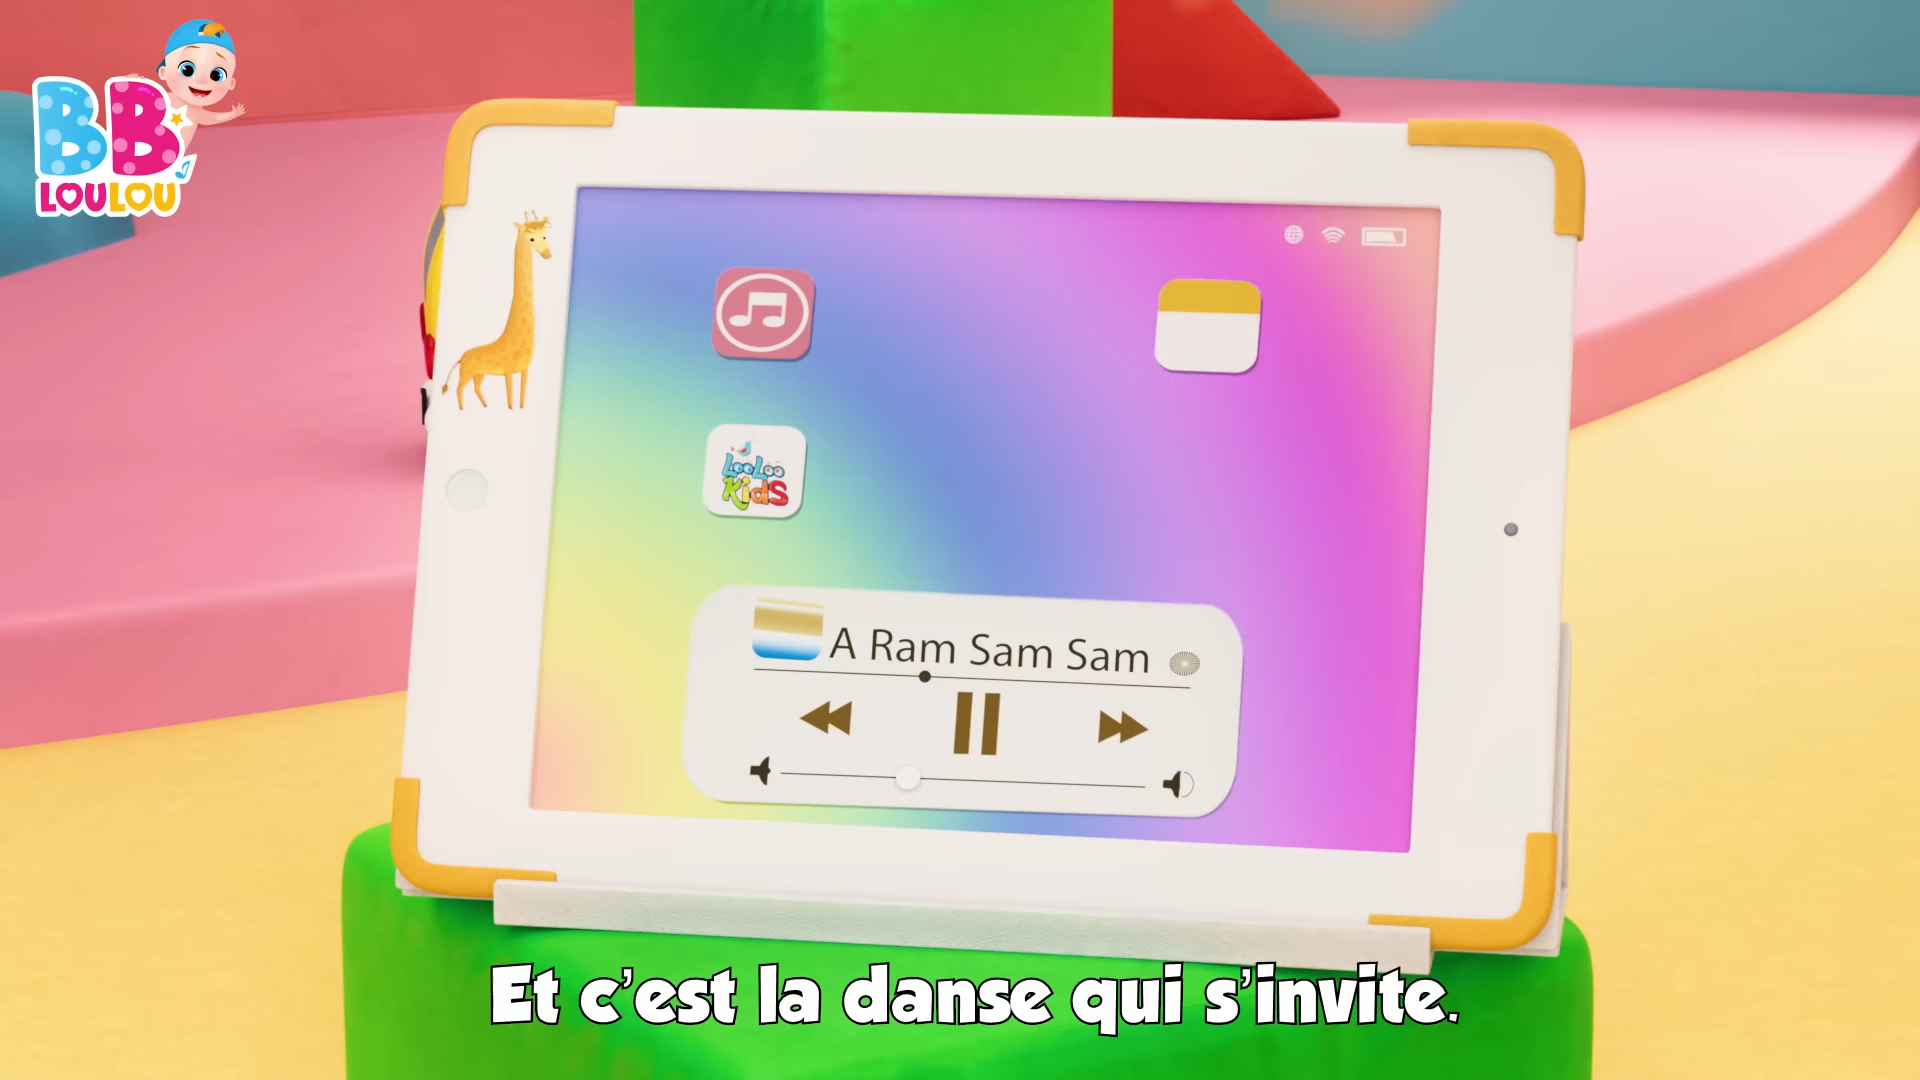 BB
LOULOU
LooLoo
Kids
A Ram Sam Sam
Et c'est la danse qui s'invite.